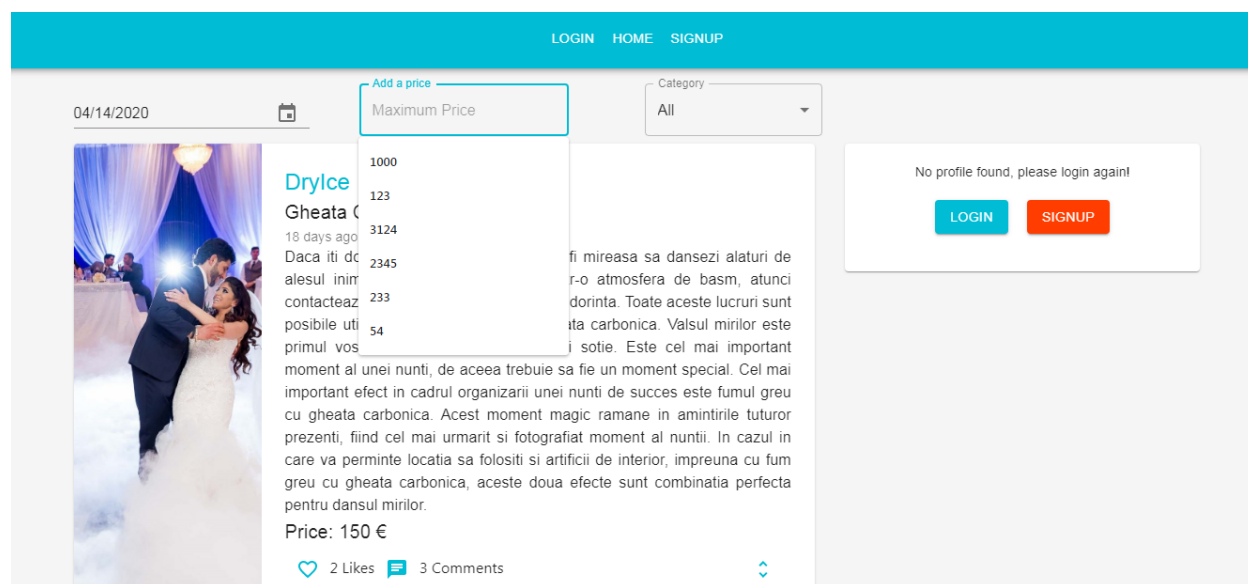 LOGIN HOME SIGNUP
04/14/2020
Add a price
Maximum Price
Category
All
1000
123
3124
2345
233
54
DryIce
Gheata
18 days ago
Daca iti fi mireasa sa dansezi alaturi de
alesul atmosfera de basm, atunci
dorinta. Toate aceste lucruri sunt
posibile carbonica. Valsul mirilor este
primul sotie. Este cel mai important
moment al unei nunti, de aceea trebuie sa fie un moment special. Cel mai
important efect in cadrul organizarii unei nunti de succes este fumul greu
cu gheata carbonica. Acest moment magic ramane in amintirile tuturor
prezenti, fiind cel mai urmarit si fotografiat moment al nuntii. In cazul in
care va perminte locatia sa folositi si artificii de interior, impreuna cu fum
greu cu gheata carbonica, aceste doua efecte sunt combinatia perfecta
pentru dansul mirilor.
Price: 150 €
2 Likes 3 Comments
No profile found, please login again!
LOGIN SIGNUP